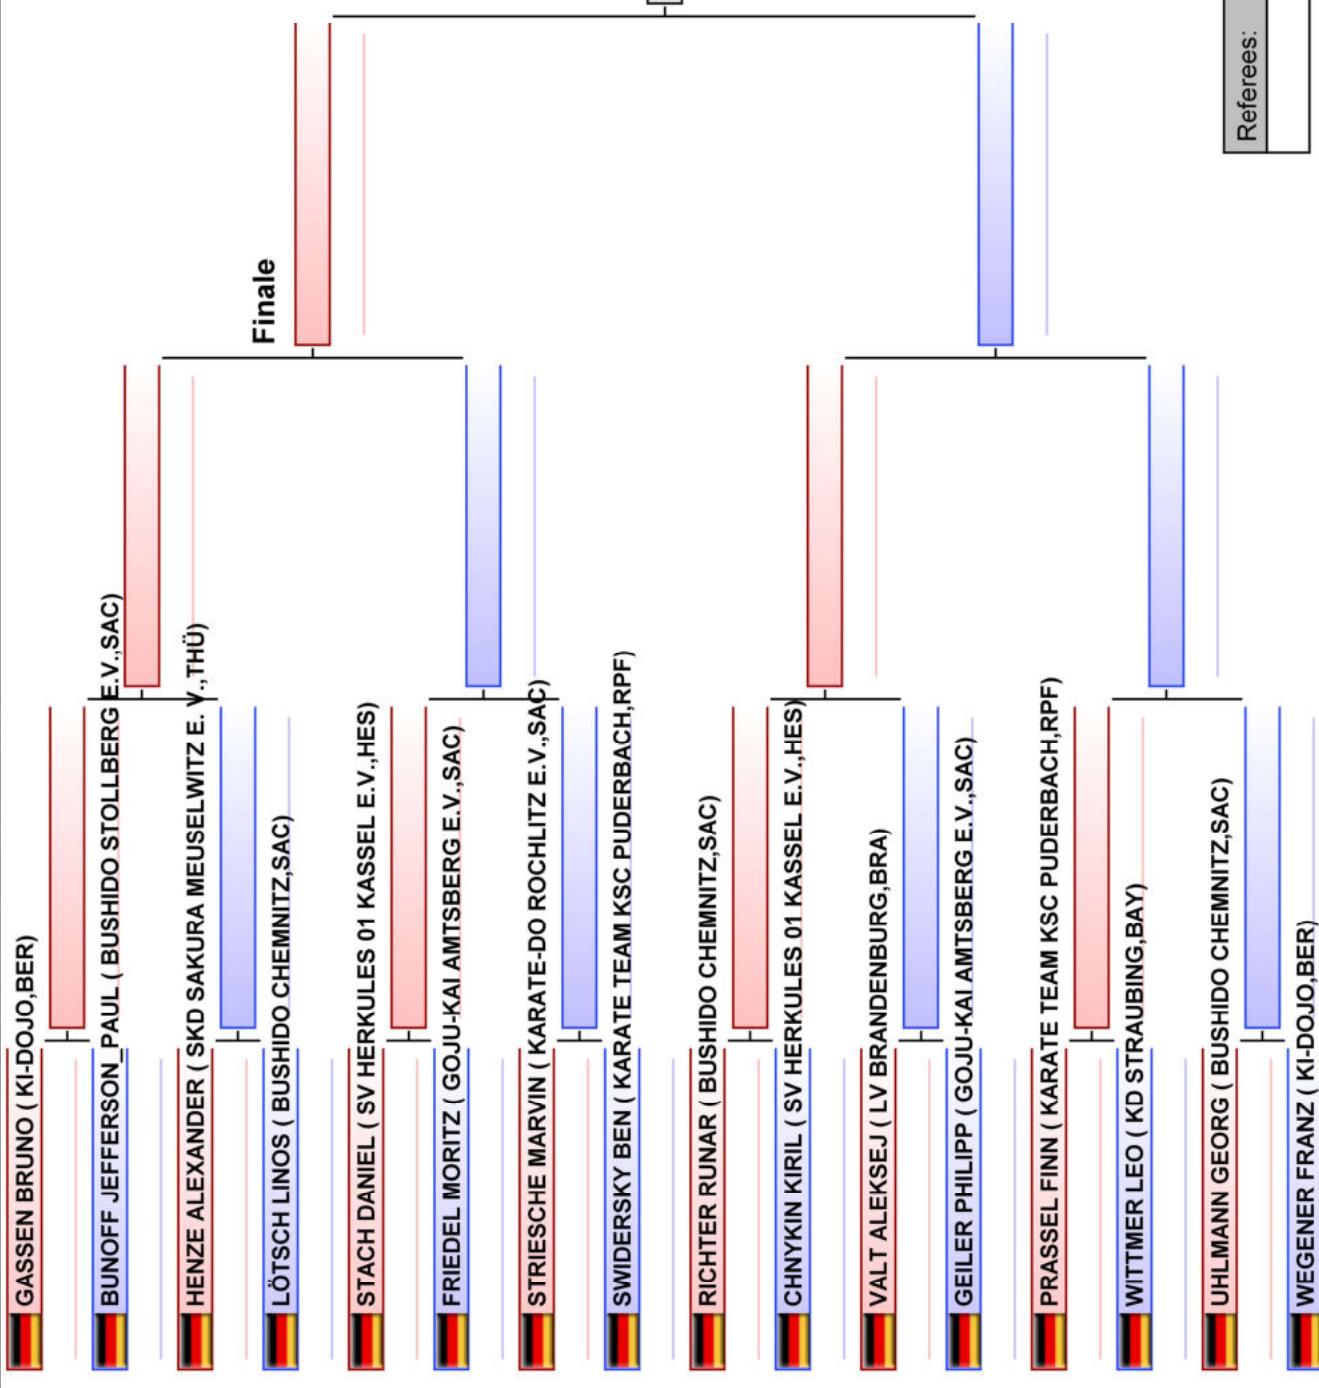 GASSEN BRUNO ( KI-DOJO,BER)
BUNOFF JEFFERSON_PAUL ( BUSHIDO STOLLBERG E.V.,SAC)
HENZE ALEXANDER ( SKD SAKURA MEUSELWITZ E. V.,THÜ)
LÖTSCH LINOS ( BUSHIDO CHEMNITZ,SAC)
STACH DANIEL ( SV HERKULES 01 KASSEL E.V.,HES)
FRIEDEL MORITZ ( GOJU-KAI AMTSBERG E.V.,SAC)
STRIESCHE MARVIN ( KARATE-DO ROCHLITZ E.V.,SAC)
SWIDERSKY BEN ( KARATE TEAM KSC PUDERBACH,RPF)
RICHTER RUNAR ( BUSHIDO CHEMNITZ,SAC)
CHNYKIN KIRIL ( SV HERKULES 01 KASSEL E.V.,HES)
VALT ALEKSEJ ( LV BRANDENBURG,BRA)
GEILER PHILIPP ( GOJU-KAI AMTSBERG E.V.,SAC)
PRASSEL FINN ( KARATE TEAM KSC PUDERBACH,RPF)
WITTMER LEO ( KD STRAUBING,BAY)
UHLMANN GEORG ( BUSHIDO CHEMNITZ,SAC)
WEGENER FRANZ ( KI-DOJO,BER)
Finale
Referees: